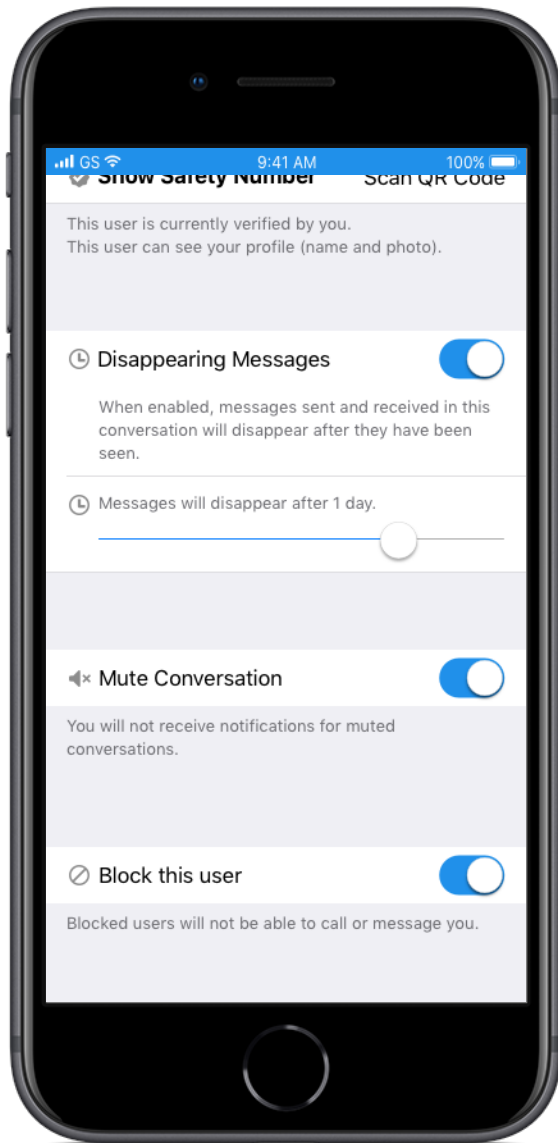 GS 9:41 AM 100%
Show Safety Number Scan QR Code
This user is currently verified by you.
This user can see your profile (name and photo).
Disappearing Messages
When enabled, messages sent and received in this
conversation will disappear after they have been
seen.
Messages will disappear after 1 day.
Mute Conversation
You will not receive notifications for muted
conversations.
Block this user
Blocked users will not be able to call or message you.